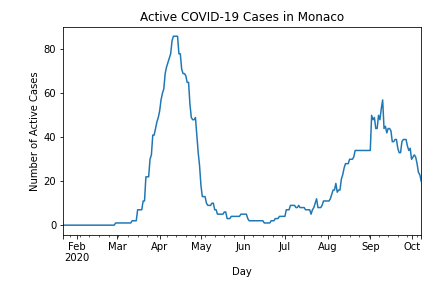 Active COVID-19 Cases in Monaco
Number of Active Cases
80
60
40
20
0
Feb Mar Apr May Jun Jul Aug Sep Oct
2020
Day